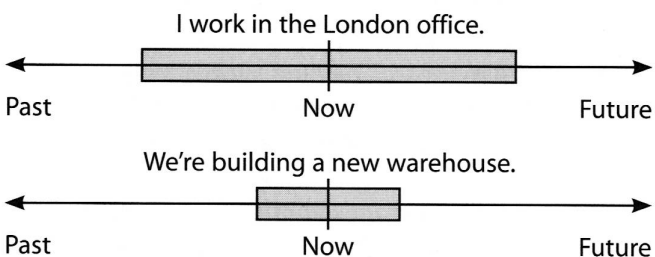 I work in the London office.
Past Now Future
We're building a new warehouse.
Past Now Future